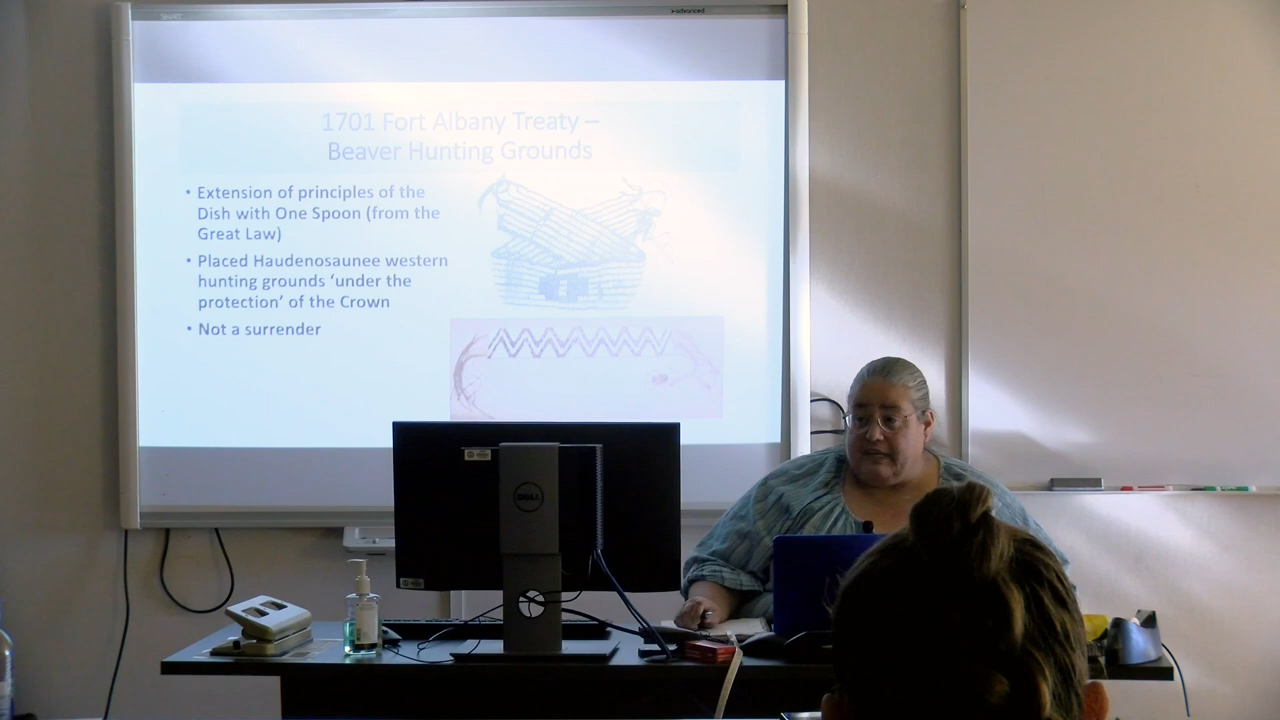 SMART
1701 Fort Albany Treaty –
Beaver Hunting Grounds
• Extension of principles of the
Dish with One Spoon (from the
Great Law)
• Placed Haudenosaunee western
hunting grounds ‘under the
protection’ of the Crown
• Not a surrender
DELL